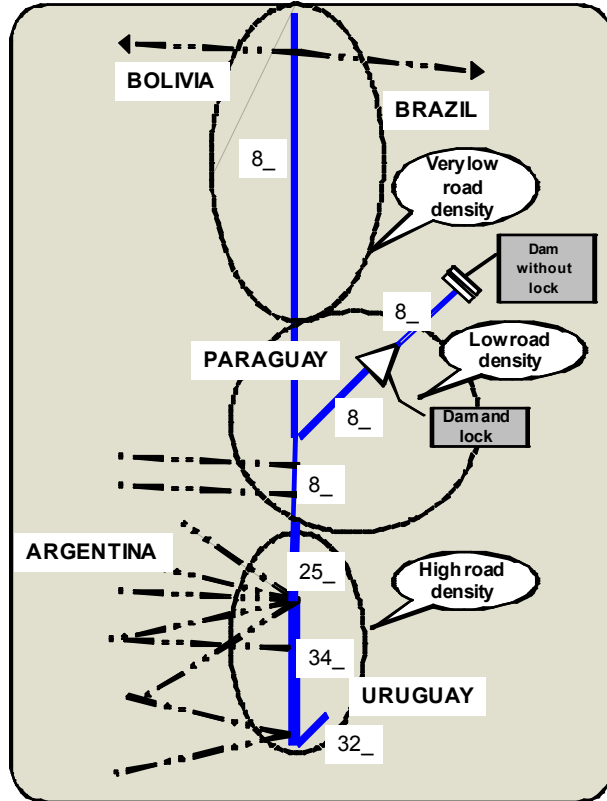 BOLIVIA
BRAZIL
8_
Very low
road
density
Dam
without
lock
8_
PARAGUAY
Low road
density
8_
Dam and
lock
8_
ARGENTINA
25_
High road
density
34_
URUGUAY
32_